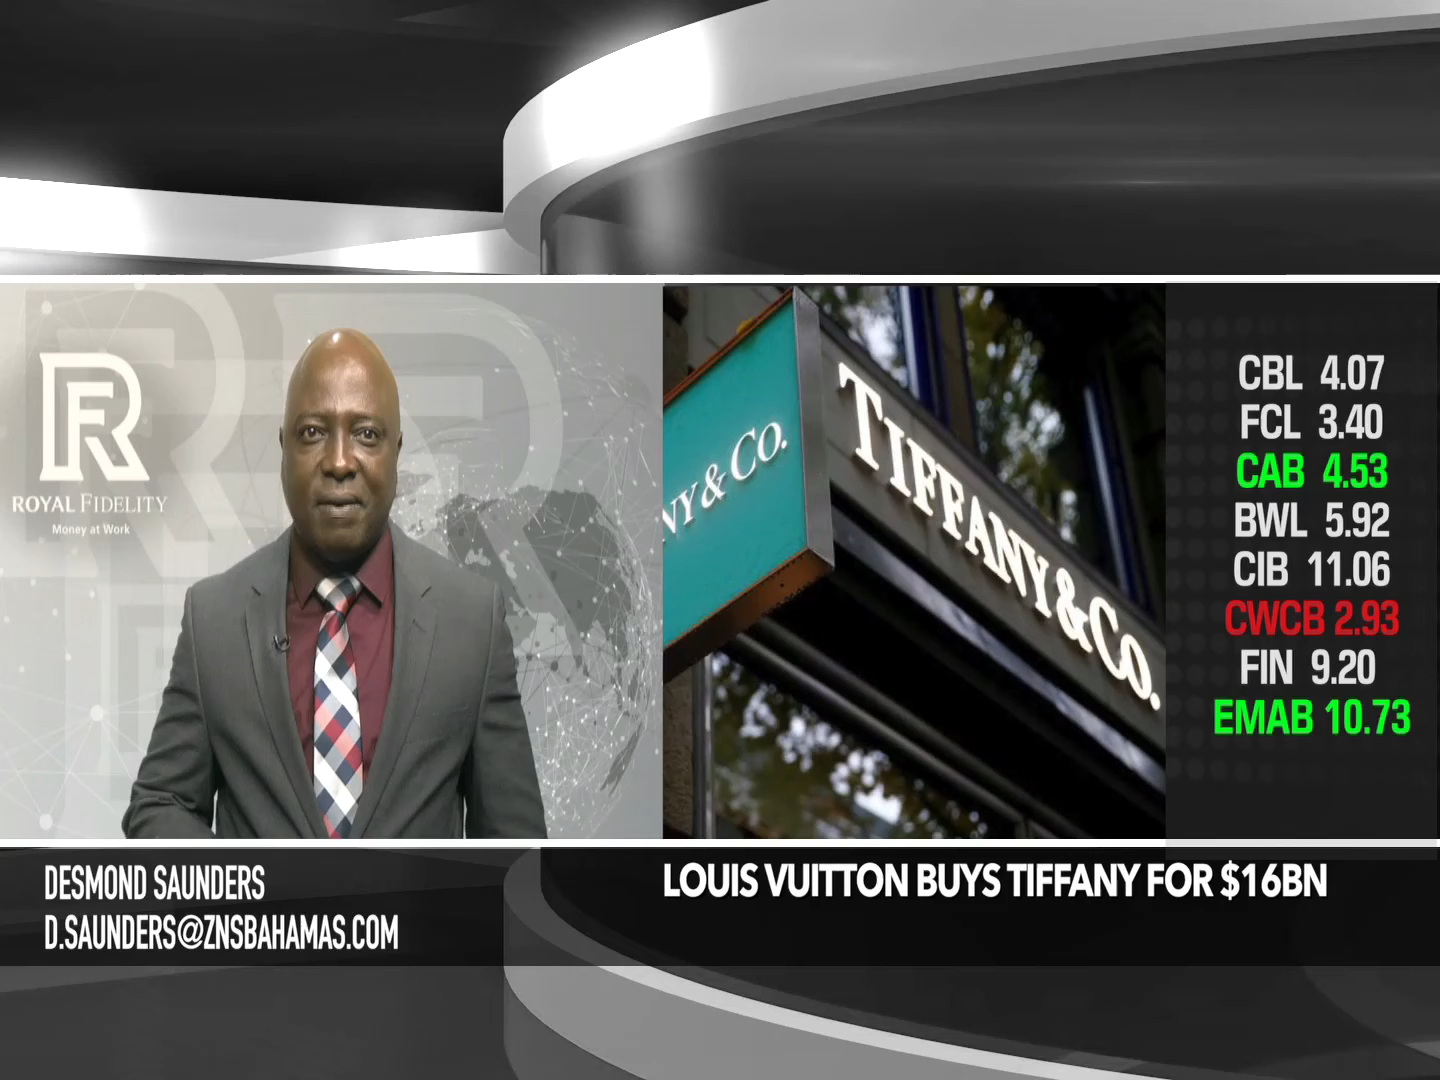 ROYAL FIDELITY
Money at Work
NY & CO.
TIFFANY & CO.
CBL 4.07
FCL 3.40
CAB 4.53
BWL 5.92
CIB 11.06
CWCB 2.93
FIN 9.20
EMAB 10.73
DESMOND SAUNDERS
D.SAUNDERS@ZNSBAHAMAS.COM
LOUIS VUITTON BUYS TIFFANY FOR $16BN